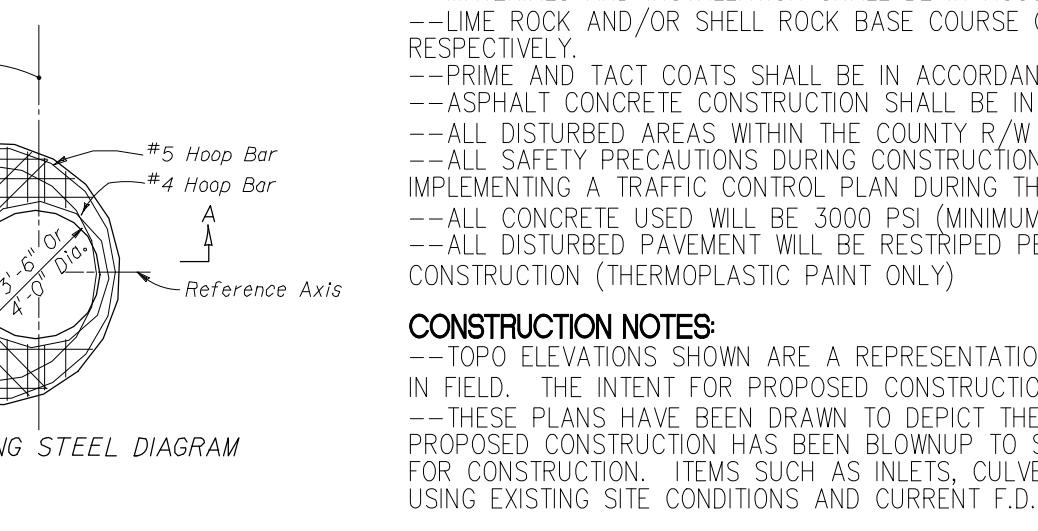 #5 Hoop Bar
#4 Hoop Bar
A
3'-6" Or
4'-0" Dia.
Reference Axis
NG STEEL DIAGRAM
--LIME ROCK AND/OR SHELL ROCK BASE COURSE
RESPECTIVELY.
--PRIME AND TACT COATS SHALL BE IN ACCORDAN
--ASPHALT CONCRETE CONSTRUCTION SHALL BE IN
--ALL DISTURBED AREAS WITHIN THE COUNTY R/W
--ALL SAFETY PRECAUTIONS DURING CONSTRUCTION
IMPLEMENTING A TRAFFIC CONTROL PLAN DURING TH
--ALL CONCRETE USED WILL BE 3000 PSI (MINIMUM
--ALL DISTURBED PAVEMENT WILL BE RESTRIPED PE
CONSTRUCTION (THERMOPLASTIC PAINT ONLY)
CONSTRUCTION NOTES:
--TOPO ELEVATIONS SHOWN ARE A REPRESENTATIO
IN FIELD. THE INTENT FOR PROPOSED CONSTRUCTIO
--THESE PLANS HAVE BEEN DRAWN TO DEPICT THE
PROPOSED CONSTRUCTION HAS BEEN BLOWNUP TO S
FOR CONSTRUCTION. ITEMS SUCH AS INLETS, CULVE
USING EXISTING SITE CONDITIONS AND CURRENT F.D.